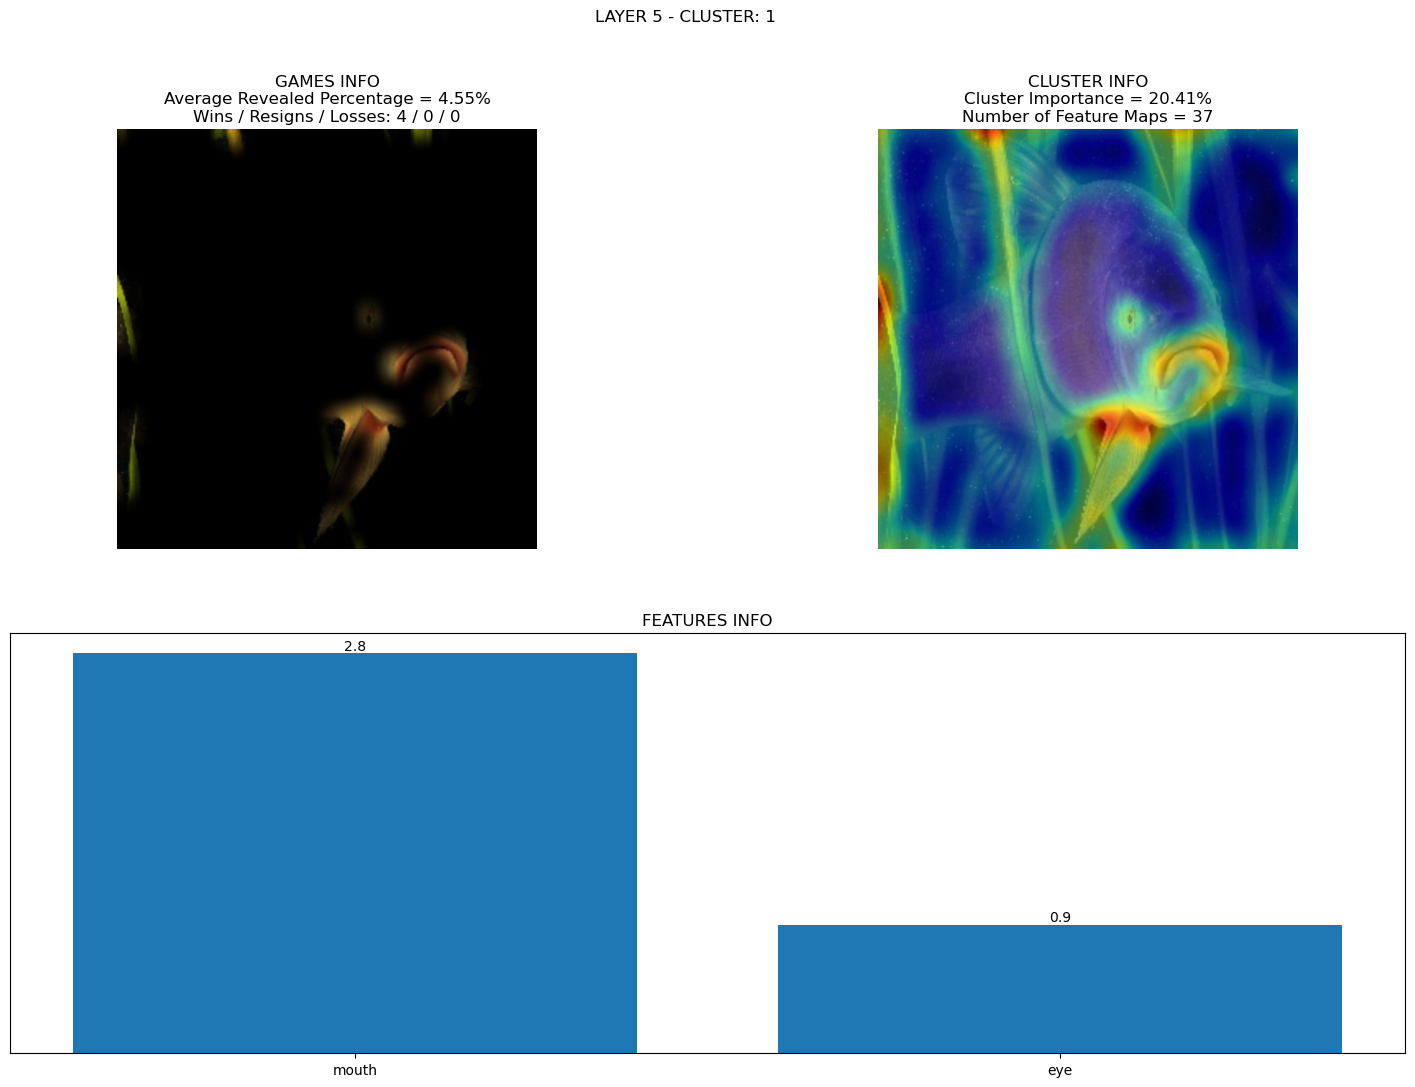 LAYER 5 - CLUSTER: 1
GAMES INFO
Average Revealed Percentage = 4.55%
Wins / Resigns / Losses: 4 / 0 / 0
CLUSTER INFO
Cluster Importance = 20.41%
Number of Feature Maps = 37
FEATURES INFO
2.8
0.9
mouth
eye